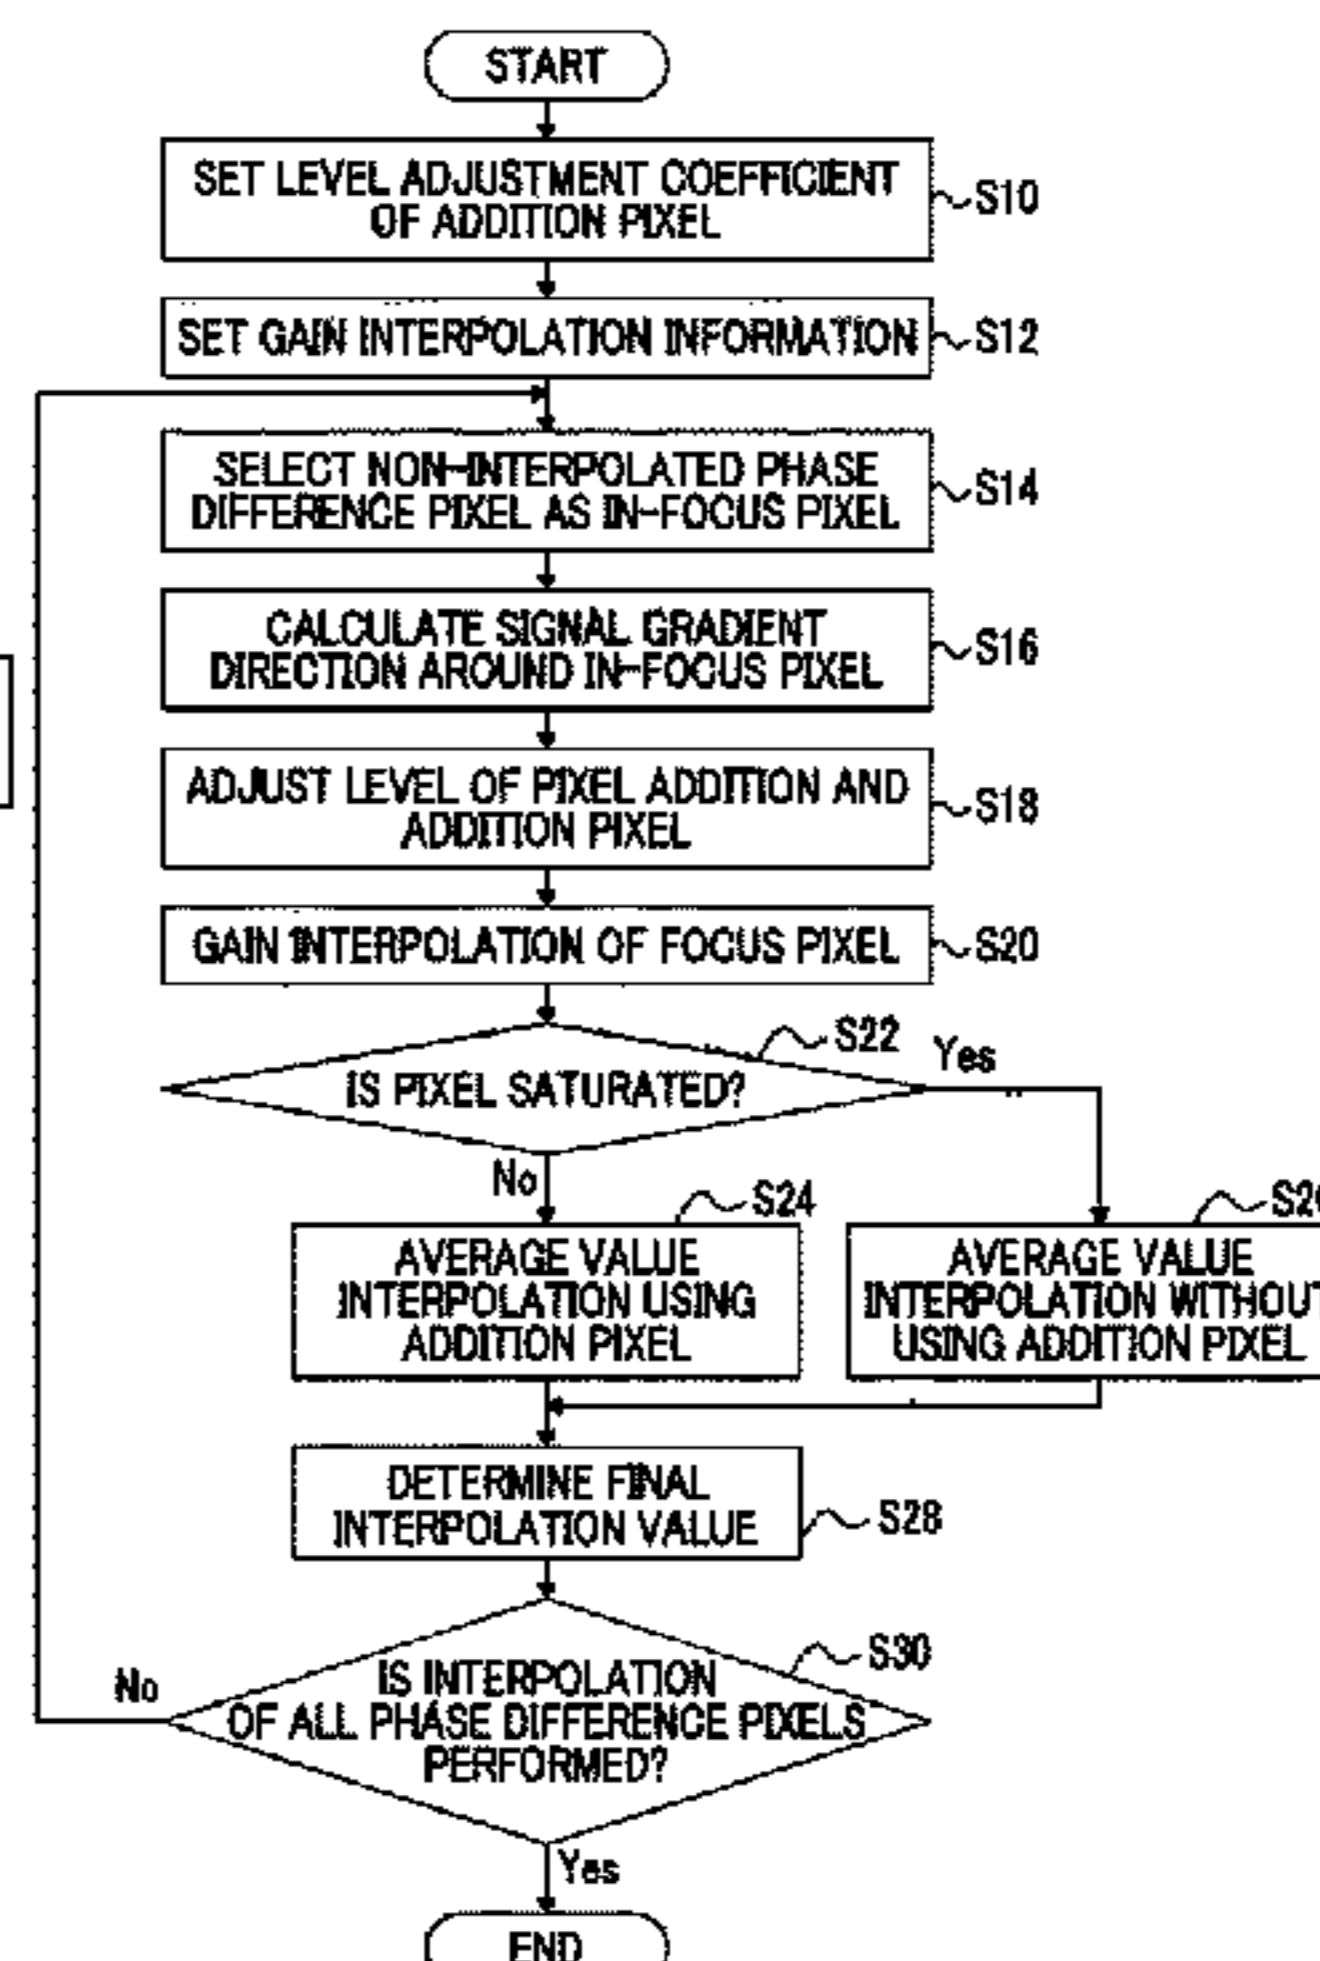 START
SET LEVEL ADJUSTMENT COEFFICIENT
OF ADDITION PIXEL
S10
SET GAIN INTERPOLATION INFORMATION
S12
SELECT NON-INTERPOLATED PHASE
DIFFERENCE PIXEL AS IN-FOCUS PIXEL
S14
CALCULATE SIGNAL GRADIENT
DIRECTION AROUND IN-FOCUS PIXEL
S16
ADJUST LEVEL OF PIXEL ADDITION AND
ADDITION PIXEL
S18
GAIN INTERPOLATION OF FOCUS PIXEL
S20
S22
IS PIXEL SATURATED?
Yes
No
S24
AVERAGE VALUE
INTERPOLATION USING
ADDITION PIXEL
AVERAGE VALUE
INTERPOLATION WITHOUT
USING ADDITION PIXEL
DETERMINE FINAL
INTERPOLATION VALUE
S28
S30
IS INTERPOLATION
OF ALL PHASE DIFFERENCE PIXELS
PERFORMED?
No
Yes
END